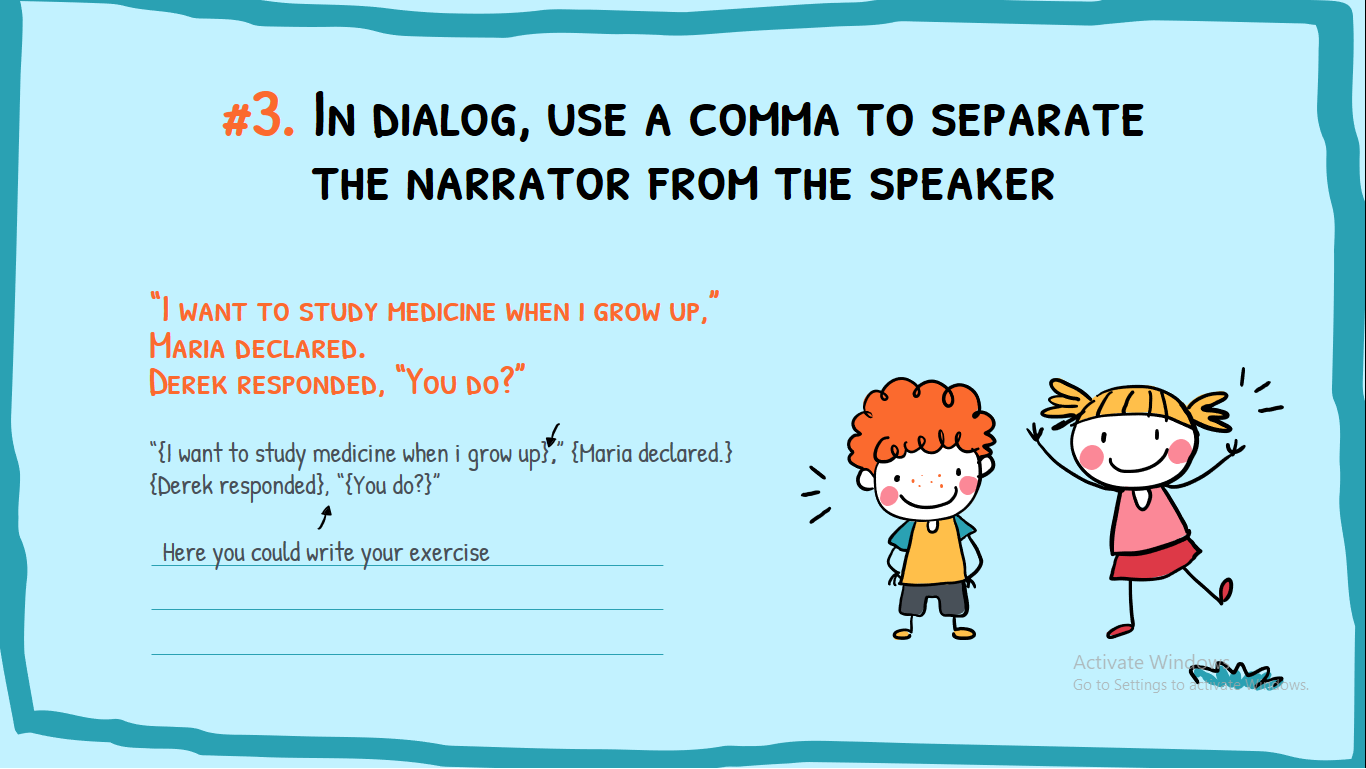 #3. In dialog, use a comma to separate
the narrator from the speaker
“I want to study medicine when i grow up,”
Maria declared.
Derek responded, “You do?”
“{I want to study medicine when i grow up},” {Maria declared.}
{Derek responded}, “{You do?}”
Here you could write your exercise
Activate Windows
Go to Settings to activate Windows.